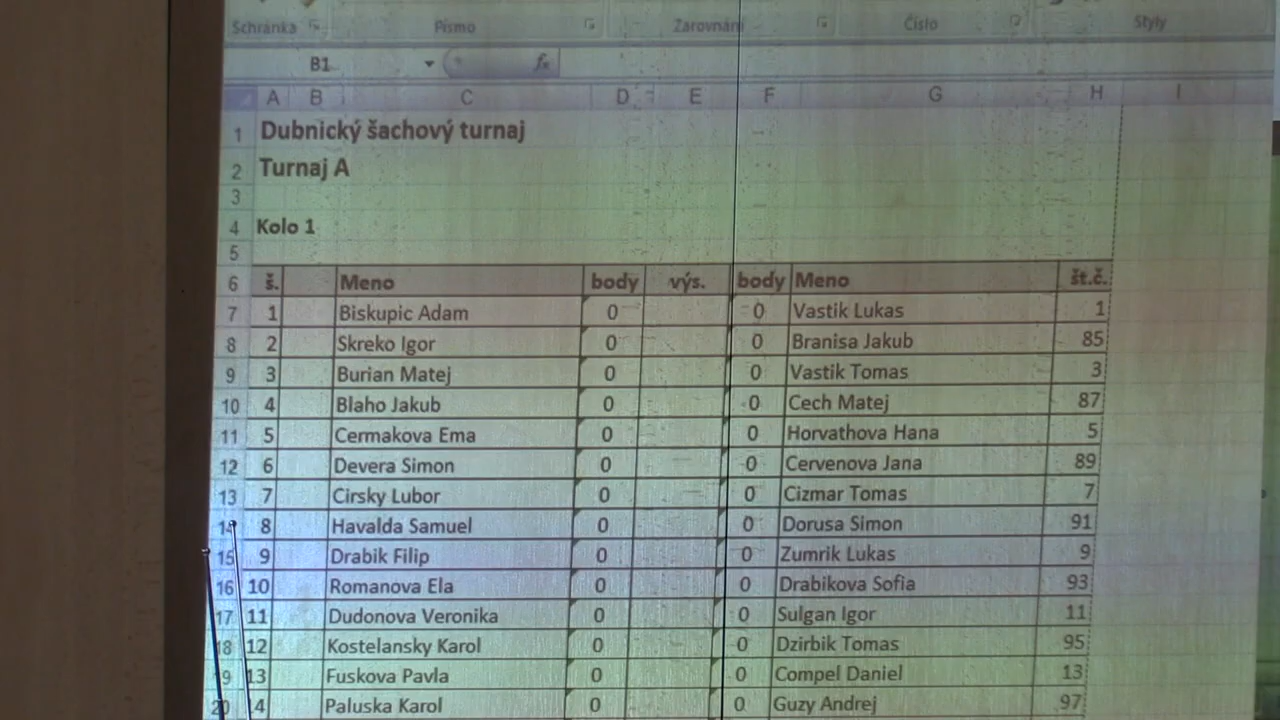 Schránka Písmo Zarovnani Číslo Štýly
B1 fx
A B C D E F G H I
1 Dubnický šachový turnaj
2 Turnaj A
3
4 Kolo 1
5
6 š. Meno body výs. body Meno št.č.
7 1 Biskupic Adam 0 0 Vastik Lukas 1
8 2 Skreko Igor 0 0 Branisa Jakub 85
9 3 Burian Matej 0 0 Vastik Tomas 3
10 4 Blaho Jakub 0 0 Cech Matej 87
11 5 Cermakova Ema 0 0 Horvathova Hana 5
12 6 Devera Simon 0 0 Cervenova Jana 89
13 7 Cirsky Lubor 0 0 Cizmar Tomas 7
14 8 Havalda Samuel 0 0 Dorusa Simon 91
15 9 Drabik Filip 0 0 Zumrik Lukas 9
16 10 Romanova Ela 0 0 Drabikova Sofia 93
17 11 Dudonova Veronika 0 0 Sulgan Igor 11
18 12 Kostelansky Karol 0 0 Dzirbik Tomas 95
19 13 Fuskova Pavla 0 0 Compel Daniel 13
20 14 Paluska Karol 0 0 Guzy Andrej 97